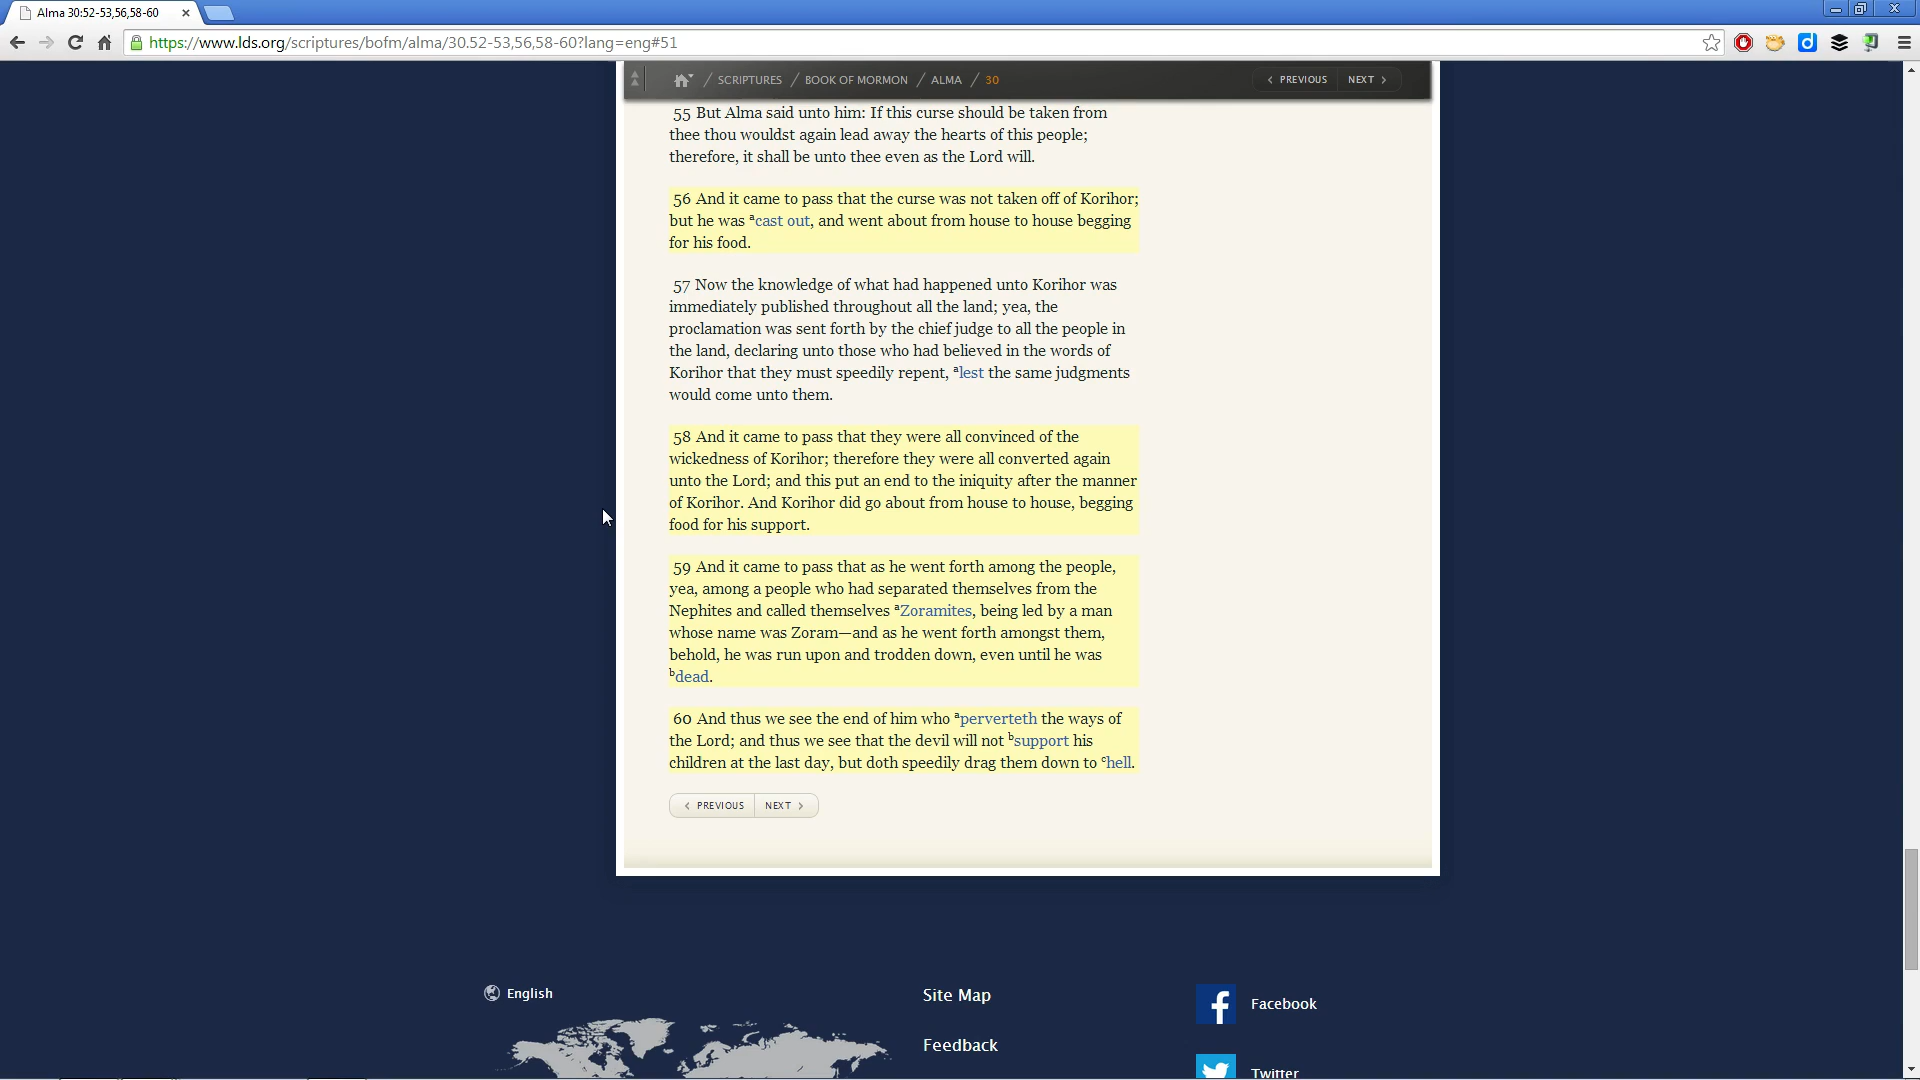 Alma 30:52-53,56,58-60
https://www.lds.org/scriptures/bofm/alma/30.52-53,56,58-60?lang=eng#51
SCRIPTURES / BOOK OF MORMON / ALMA / 30
PREVIOUS NEXT
55 But Alma said unto him: If this curse should be taken from
thee thou wouldst again lead away the hearts of this people;
therefore, it shall be unto thee even as the Lord will.
56 And it came to pass that the curse was not taken off of Korihor;
but he was acast out, and went about from house to house begging
for his food.
57 Now the knowledge of what had happened unto Korihor was
immediately published throughout all the land; yea, the
proclamation was sent forth by the chief judge to all the people in
the land, declaring unto those who had believed in the words of
Korihor that they must speedily repent, alest the same judgments
would come unto them.
58 And it came to pass that they were all convinced of the
wickedness of Korihor; therefore they were all converted again
unto the Lord; and this put an end to the iniquity after the manner
of Korihor. And Korihor did go about from house to house, begging
food for his support.
59 And it came to pass that as he went forth among the people,
yea, among a people who had separated themselves from the
Nephites and called themselves aZoramites, being led by a man
whose name was Zoram—and as he went forth amongst them,
behold, he was run upon and trodden down, even until he was
bdead.
60 And thus we see the end of him who aperverteth the ways of
the Lord; and thus we see that the devil will not bsupport his
children at the last day, but doth speedily drag them down to chell.
PREVIOUS NEXT
English
Site Map
Facebook
Feedback
Twitter